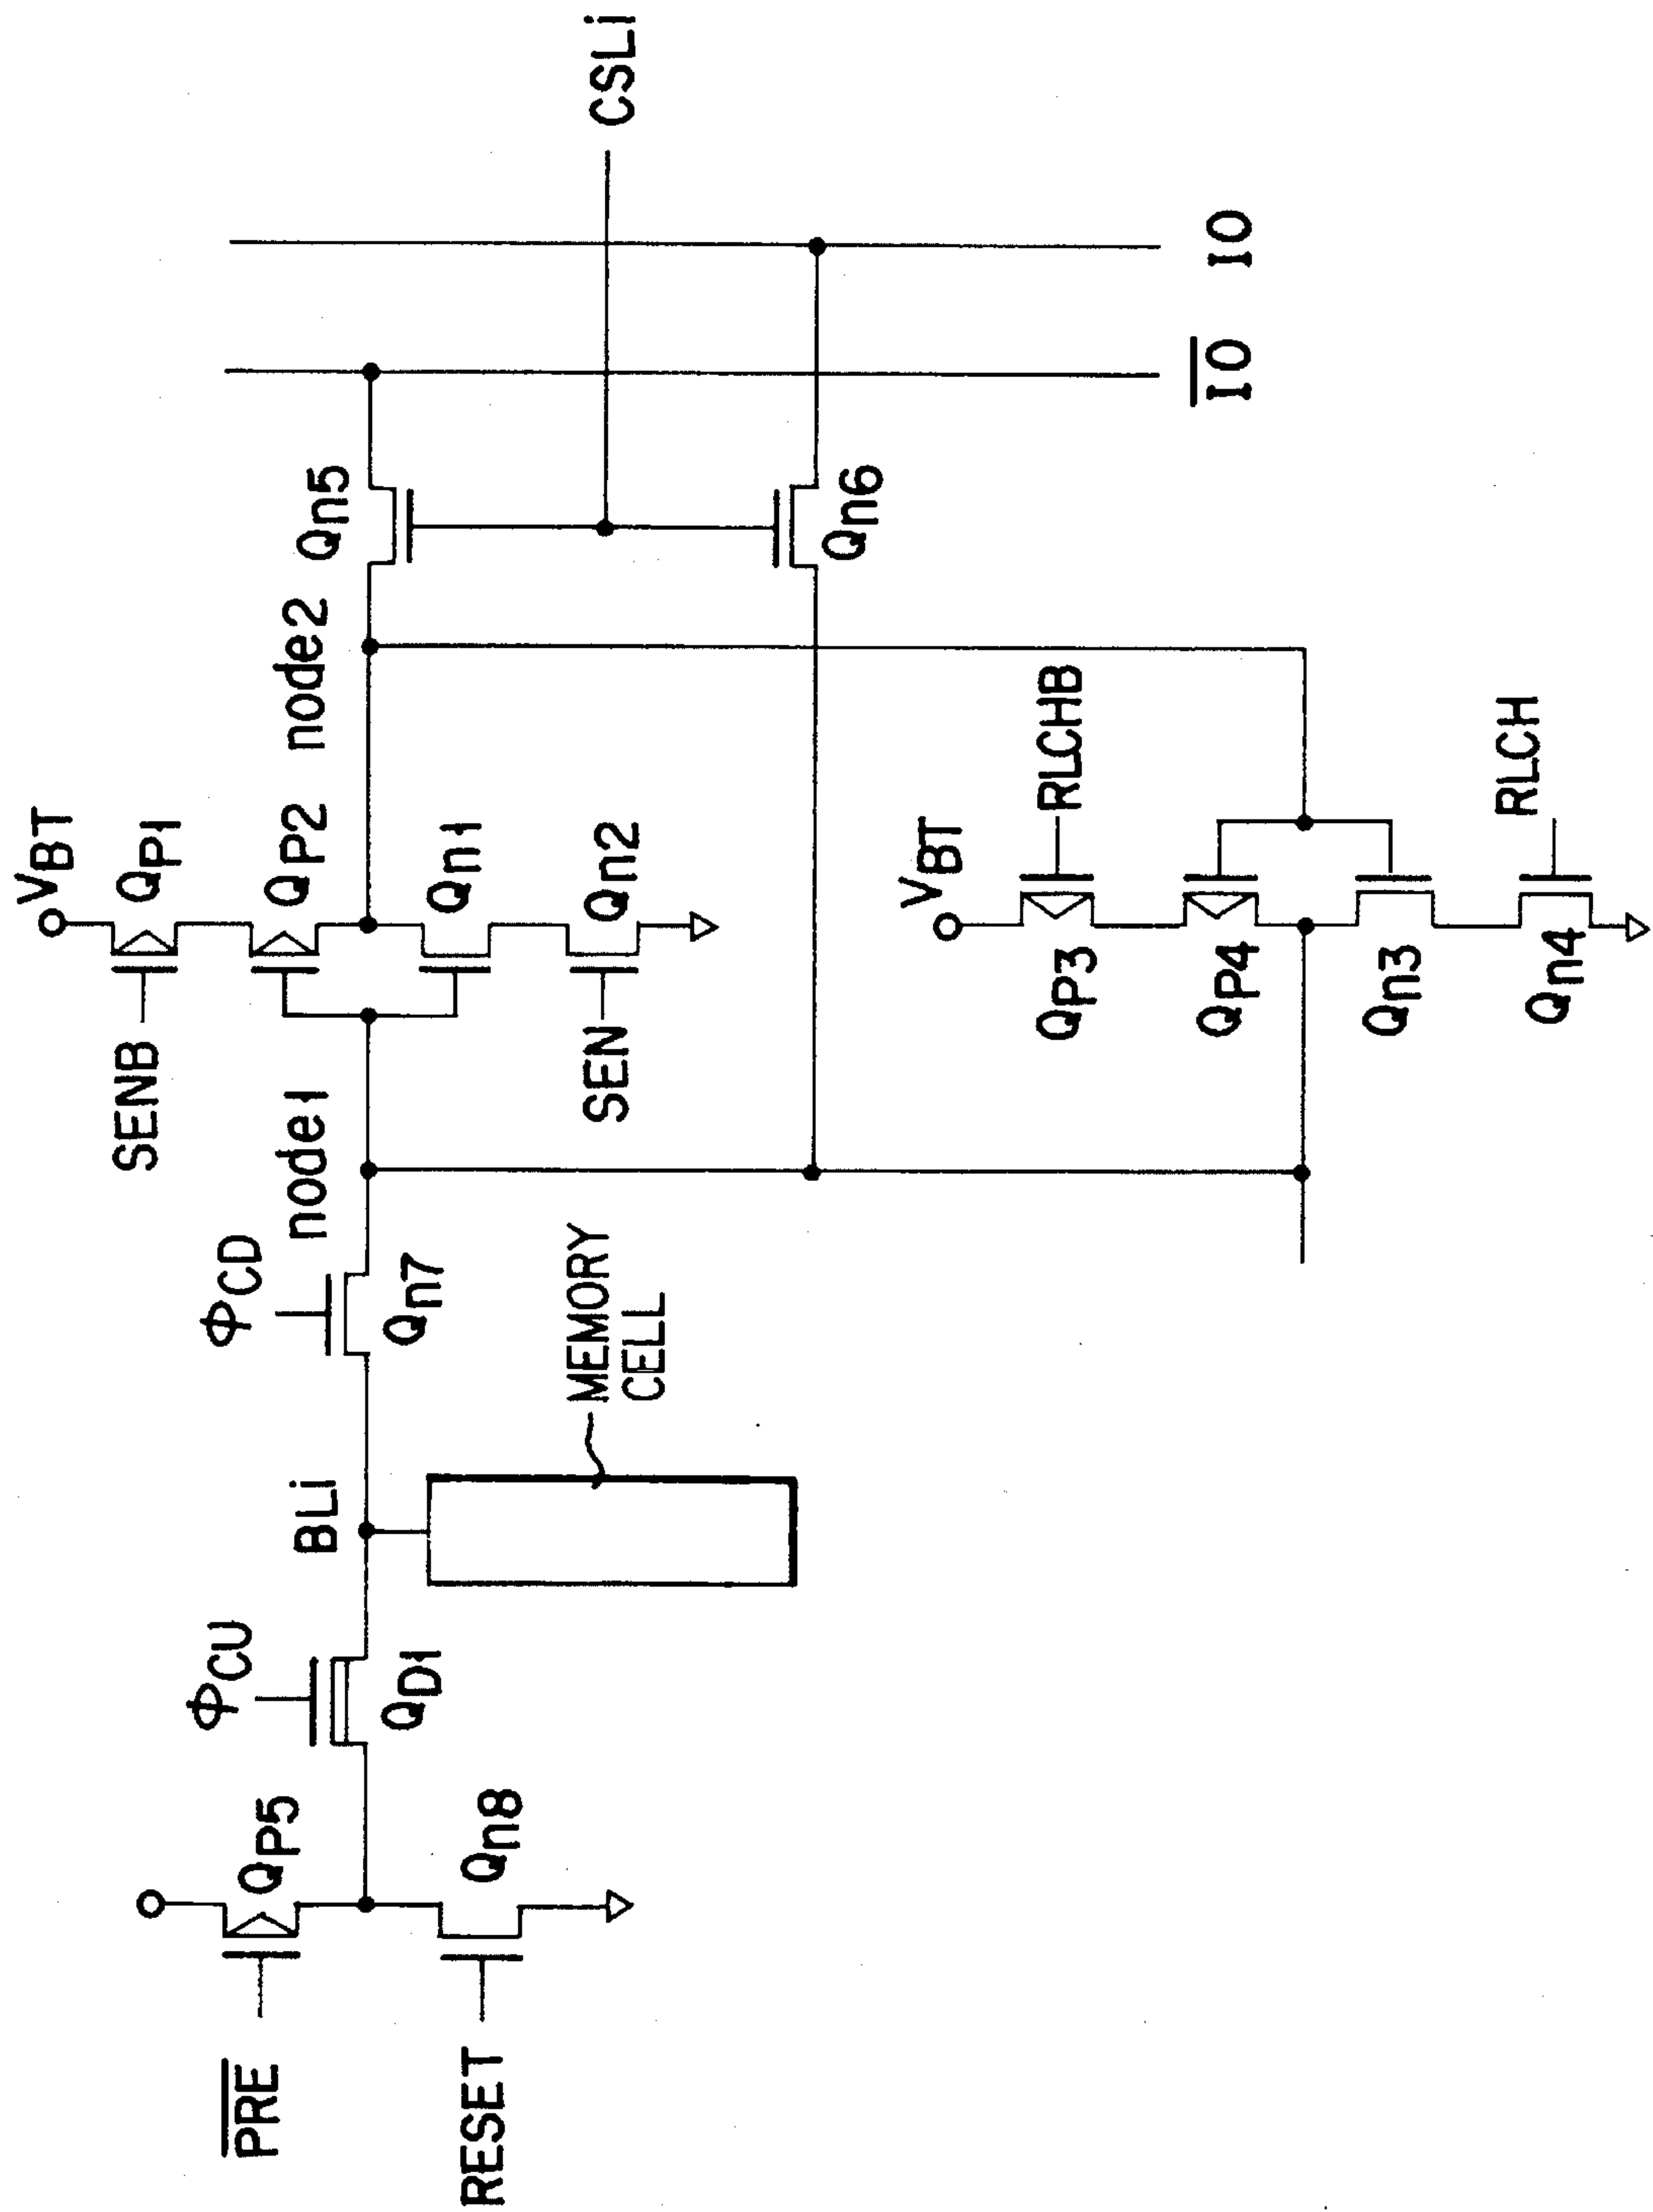 PRE
RESET
QP5
Qn8
ΦCU
QD1
BLi
MEMORY
CELL
ΦCD
Qn7
node1
SENB
SEN
VBT
QP1
QP2
Qn1
Qn2
node2
Qn5
Qn6
CSLi
IO
IO
VBT
RLCHB
RLCH
QP3
QP4
Qn3
Qn4